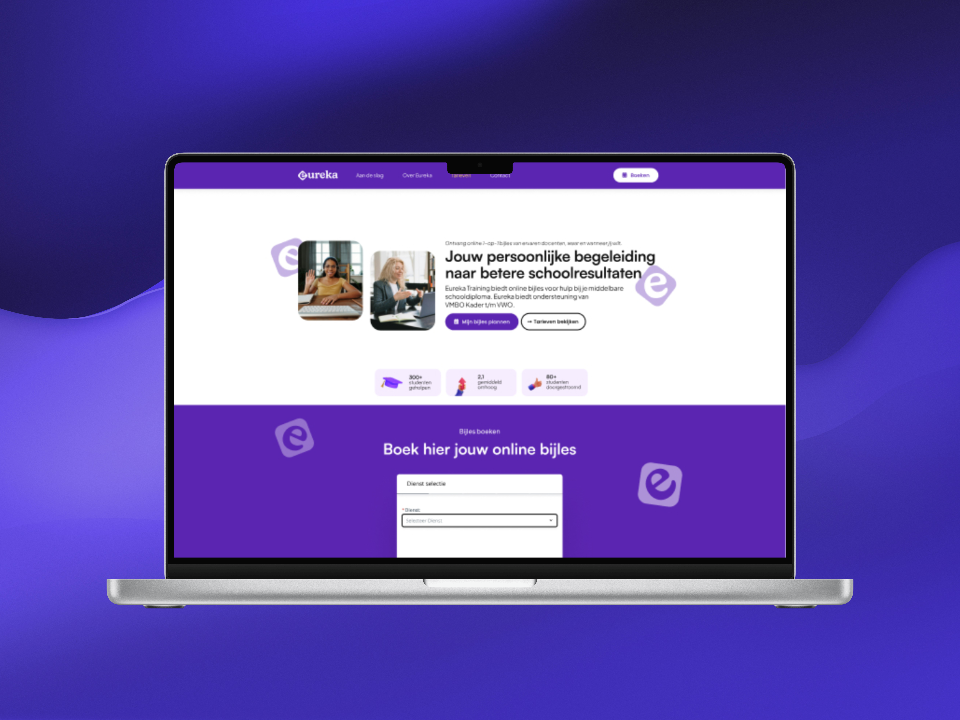 eureka
Aan de slag
Over Eureka
Tarieven
Contact
Boeken
Ontvang online 1-op-1 bijles van ervaren docenten, waar en wanneer jij wilt.
Jouw persoonlijke begeleiding
naar betere schoolresultaten
Eureka Training biedt online bijles voor hulp bij je middelbare
schooldiploma. Eureka biedt ondersteuning van
VMBO Kader t/m VWO.
Mijn bijles plannen
Tarieven bekijken
300+
studenten
geholpen
2,1
gemiddeld
omhoog
80+
studenten
doorgestroomd
Bijles boeken
Boek hier jouw online bijles
Dienst selectie
* Dienst:
Selecteer Dienst